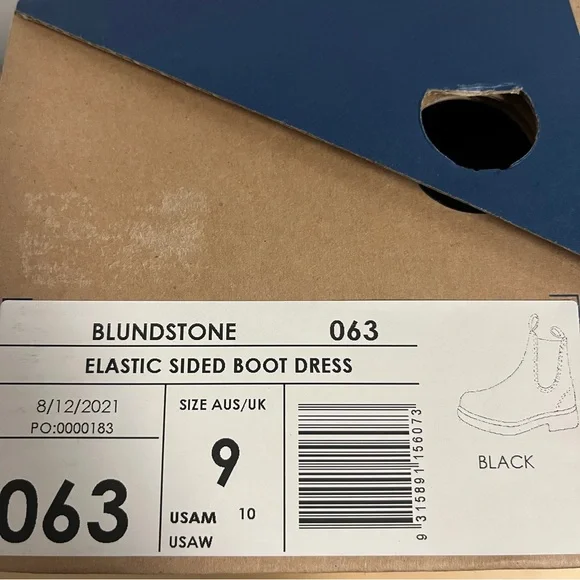 BLUNDSTONE 063
ELASTIC SIDED BOOT DRESS
8/12/2021
PO:0000183
063
SIZE AUS/UK
9
USAM 10
USAW
9 315891 156073
BLACK